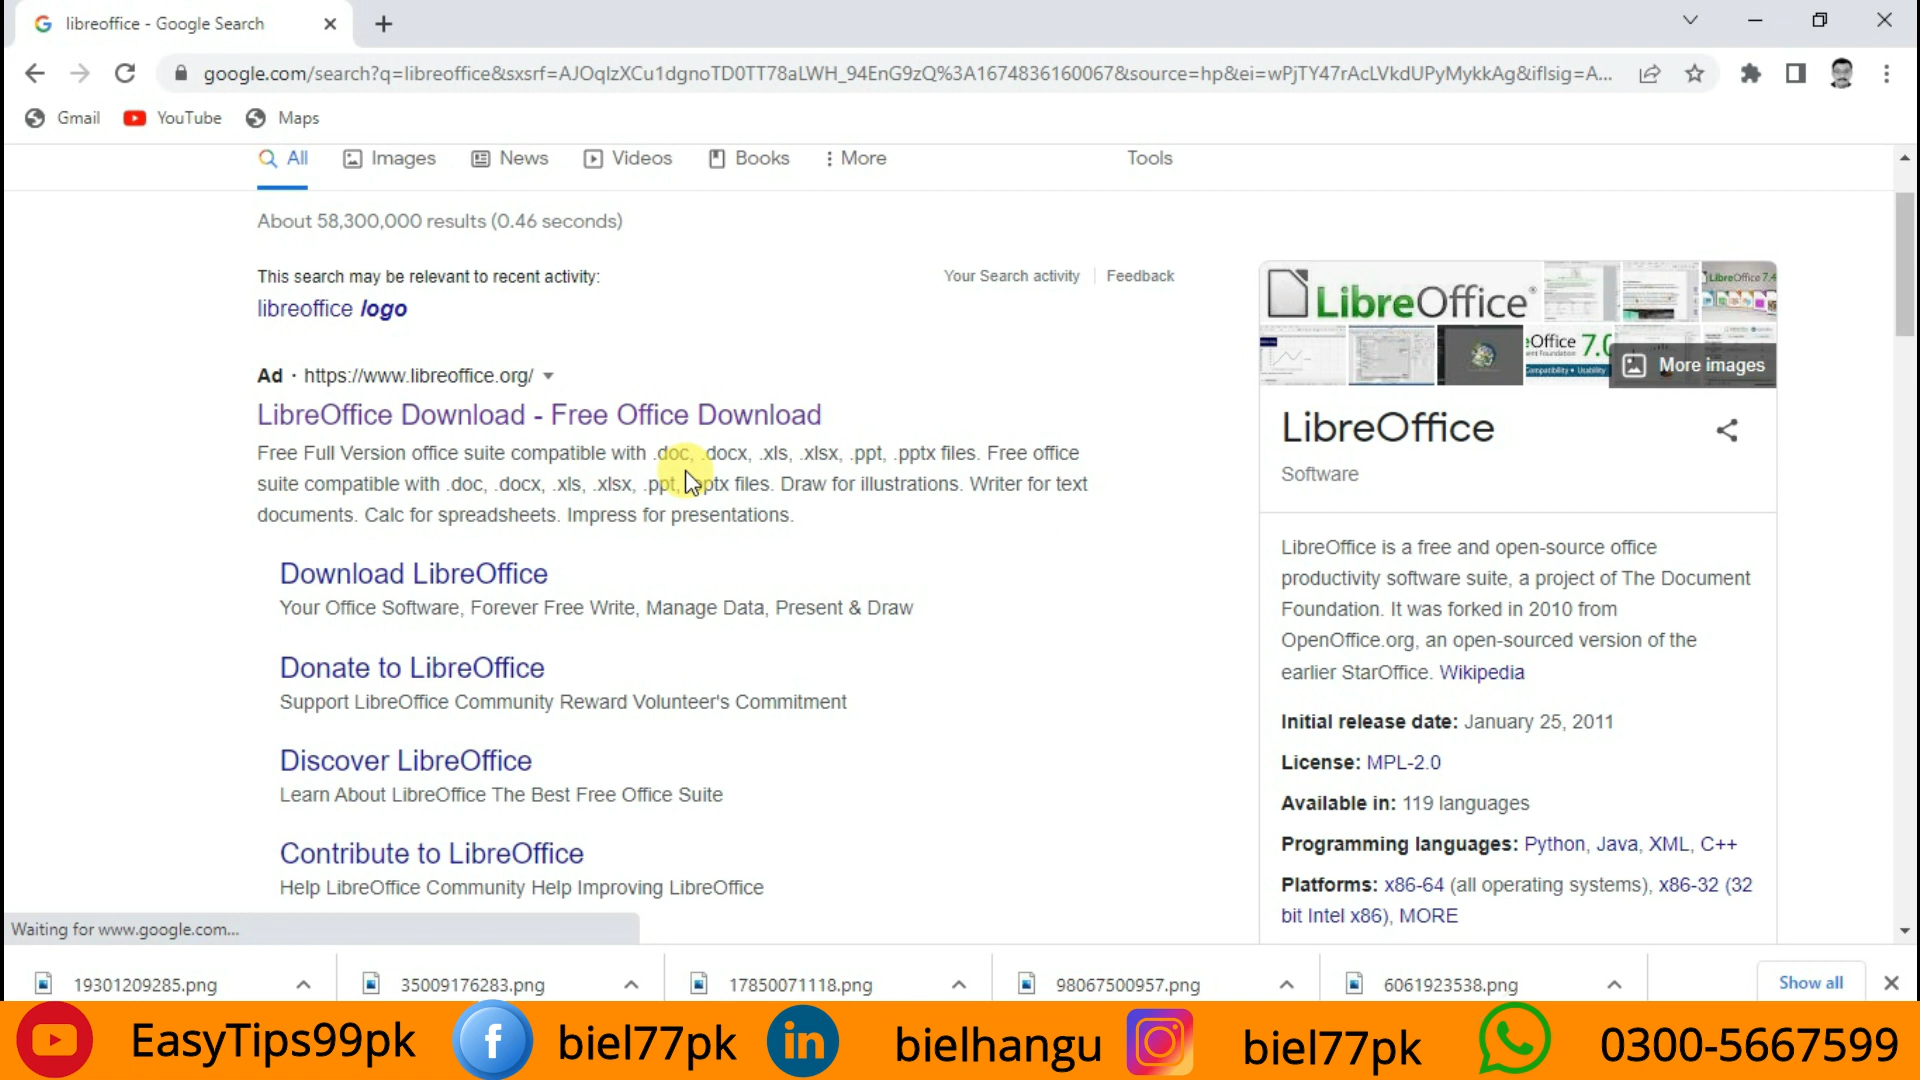 libreoffice - Google Search
google.com/search?q=libreoffice&sxsrf=AJOqlzXCu1dgnoTD0TT78aLWH_94EnG9zQ%3A1674836160067&source=hp&ei=wPjTY47rAcLVkdUPyMykkAg&iflsig=A...
Gmail YouTube Maps
All Images News Videos Books More Tools
About 58,300,000 results (0.46 seconds)
This search may be relevant to recent activity: Your Search activity Feedback
libreoffice logo
Ad · https://www.libreoffice.org/
LibreOffice Download - Free Office Download
Free Full Version office suite compatible with .doc, .docx, .xls, .xlsx, .ppt, .pptx files. Free office
suite compatible with .doc, .docx, .xls, .xlsx, .ppt, .pptx files. Draw for illustrations. Writer for text
documents. Calc for spreadsheets. Impress for presentations.
Download LibreOffice
Your Office Software, Forever Free Write, Manage Data, Present & Draw
Donate to LibreOffice
Support LibreOffice Community Reward Volunteer's Commitment
Discover LibreOffice
Learn About LibreOffice The Best Free Office Suite
Contribute to LibreOffice
Help LibreOffice Community Help Improving LibreOffice
LibreOffice
LibreOffice 7.4
eOffice 7.0
More images
LibreOffice
Software
LibreOffice is a free and open-source office
productivity software suite, a project of The Document
Foundation. It was forked in 2010 from
OpenOffice.org, an open-sourced version of the
earlier StarOffice. Wikipedia
Initial release date: January 25, 2011
License: MPL-2.0
Available in: 119 languages
Programming languages: Python, Java, XML, C++
Platforms: x86-64 (all operating systems), x86-32 (32
bit Intel x86), MORE
Waiting for www.google.com...
19301209285.png 35009176283.png 17850071118.png 98067500957.png 6061923538.png Show all
EasyTips99pk biel77pk in bielhangu biel77pk 0300-5667599